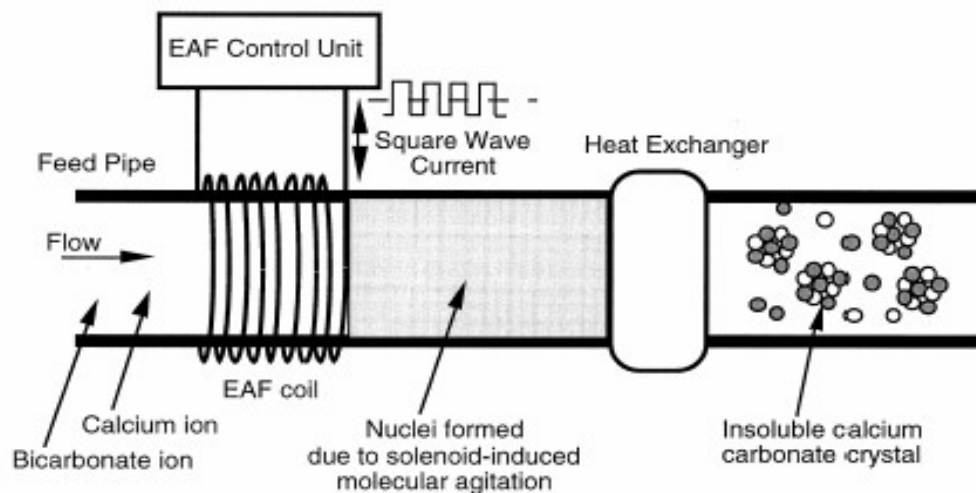 EAF Control Unit
Square Wave
Current
Heat Exchanger
Feed Pipe
Flow
EAF coil
Calcium ion
Bicarbonate ion
Nuclei formed
due to solenoid-induced
molecular agitation
Insoluble calcium
carbonate crystal